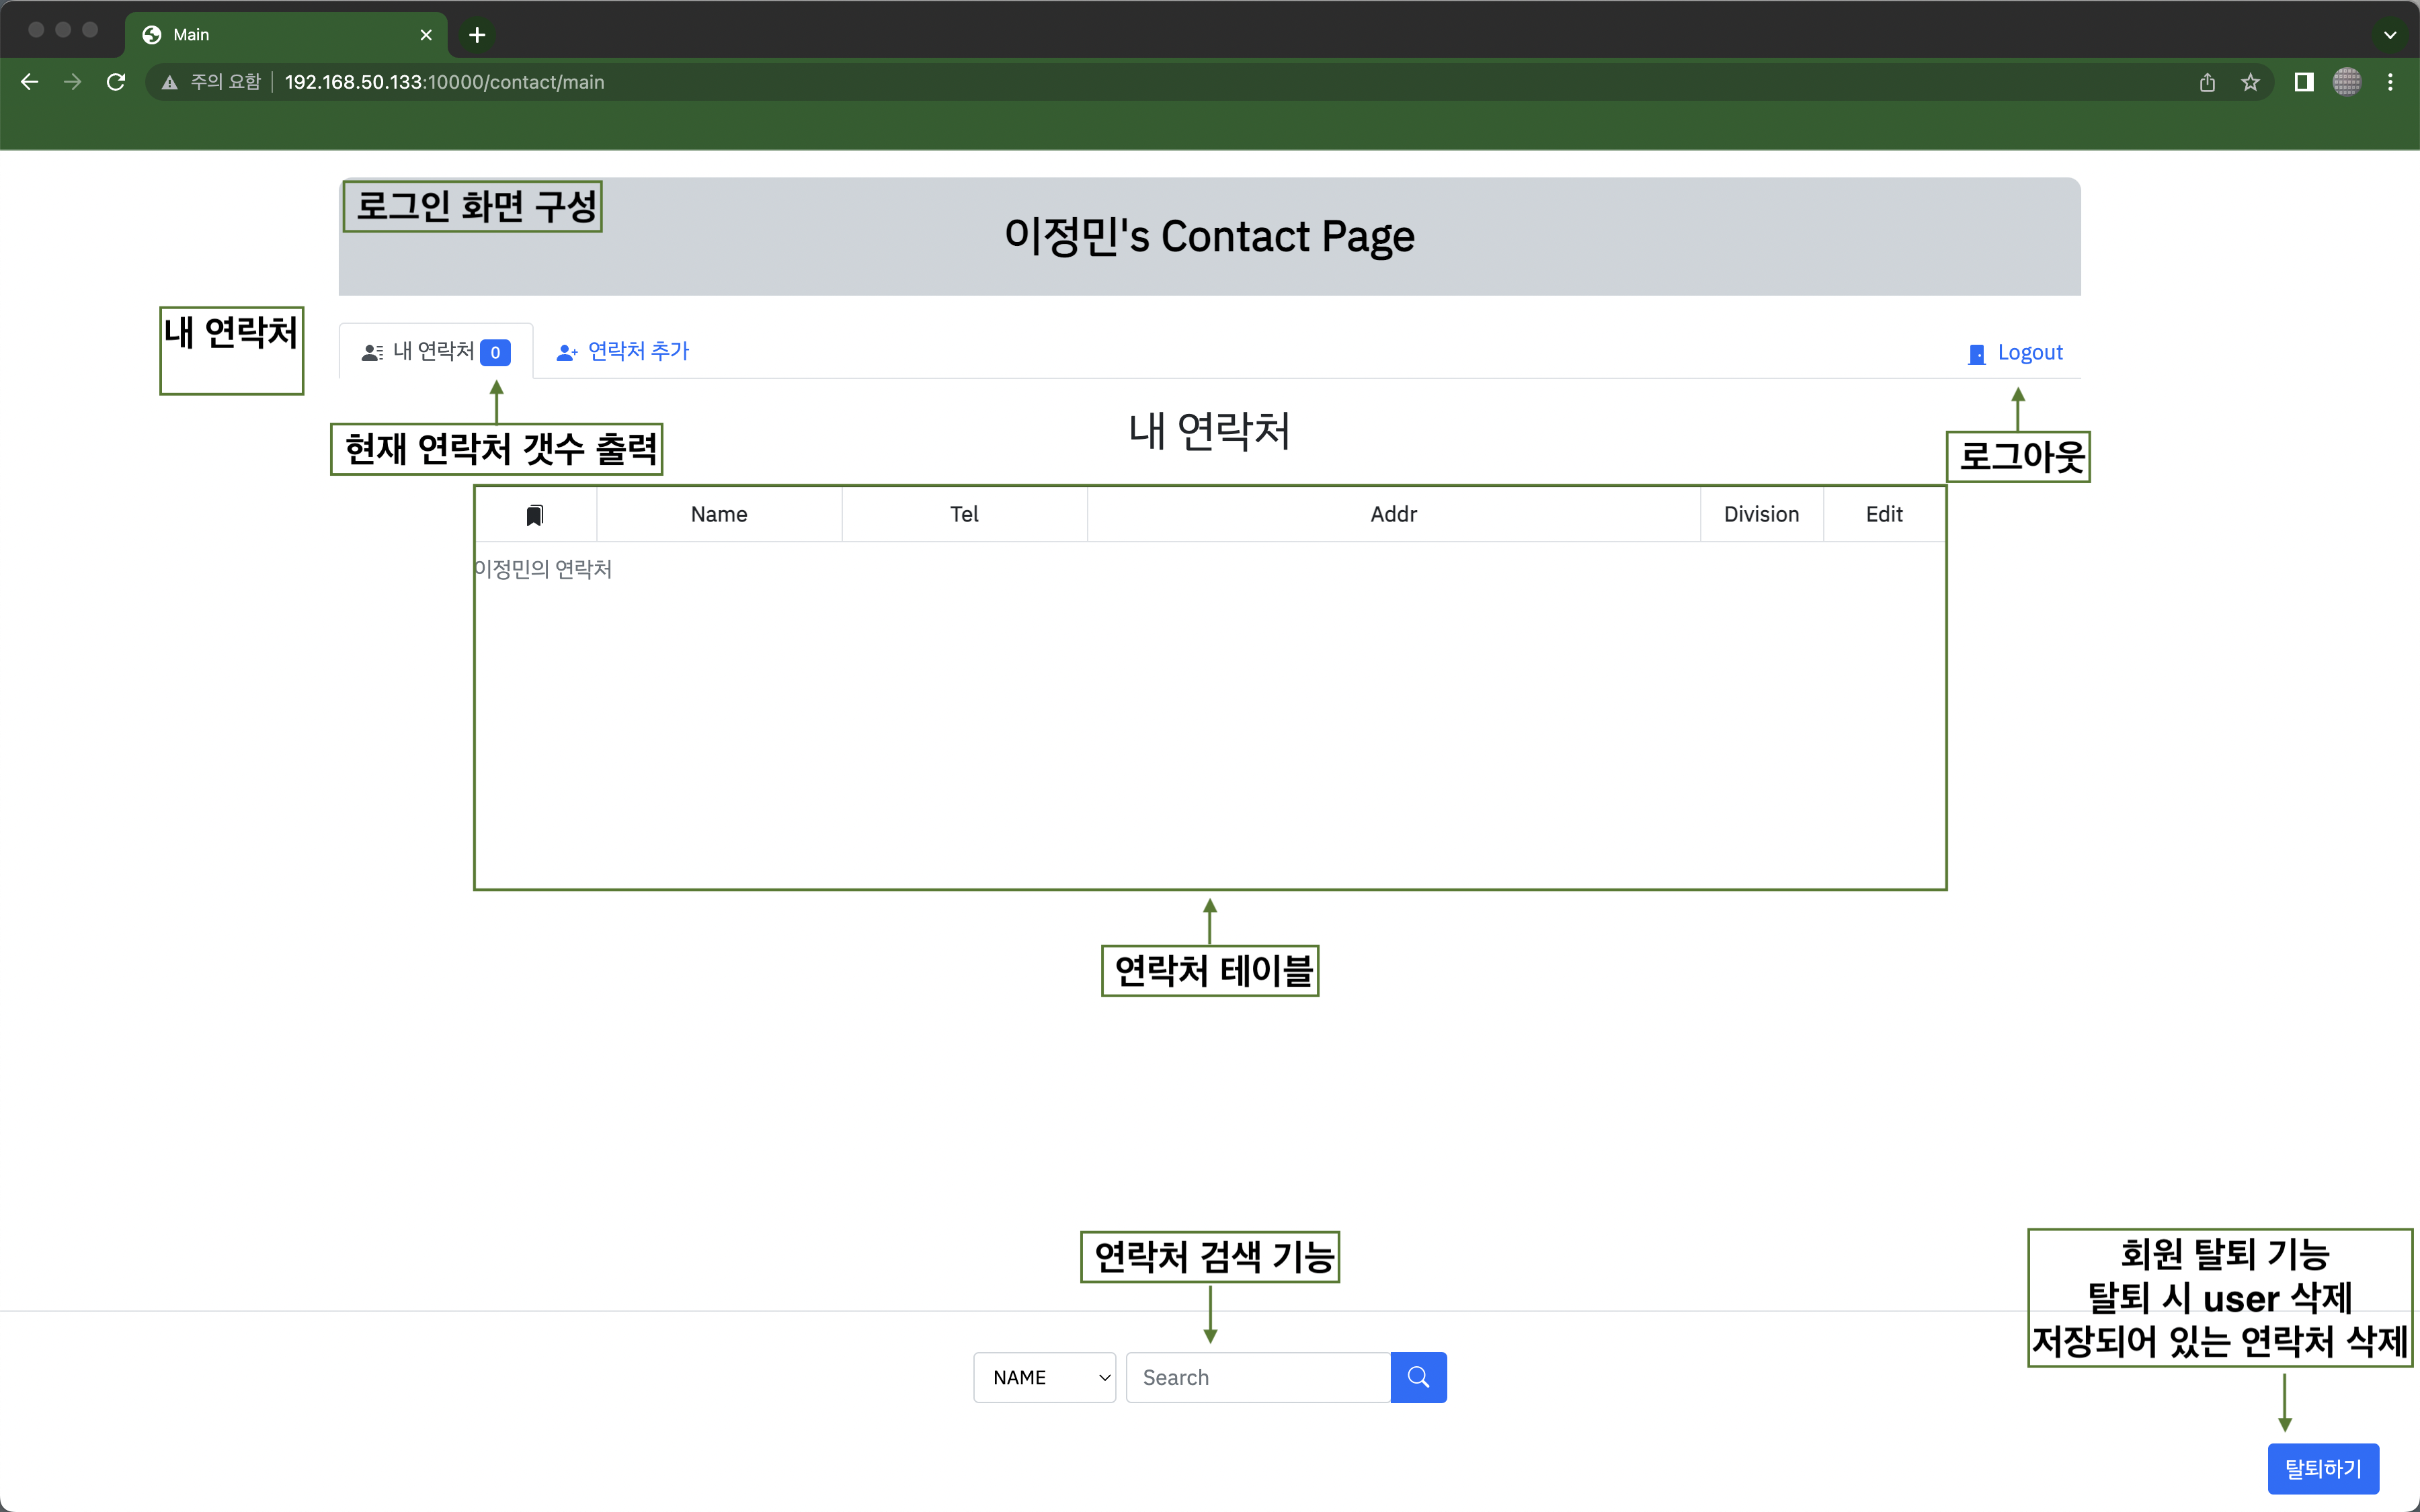 Main
주의 요함 192.168.50.133:10000/contact/main
로그인 화면 구성
이정민's Contact Page
내 연락처
내 연락처 0
연락처 추가
Logout
현재 연락처 갯수 출력
내 연락처
로그아웃
Name Tel Addr Division Edit
이정민의 연락처
연락처 테이블
연락처 검색 기능
회원 탈퇴 기능
탈퇴 시 user 삭제
저장되어 있는 연락처 삭제
NAME Search
탈퇴하기